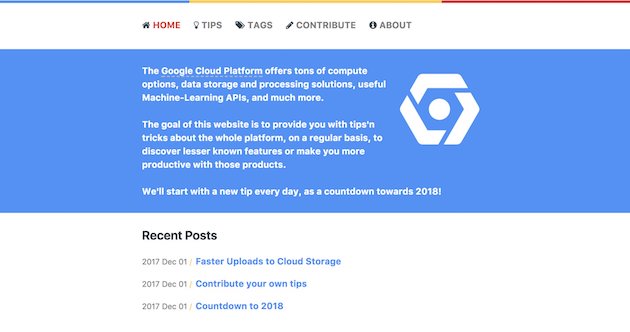 HOME TIPS TAGS CONTRIBUTE ABOUT
The Google Cloud Platform offers tons of compute
options, data storage and processing solutions, useful
Machine-Learning APIs, and much more.
The goal of this website is to provide you with tips'n
tricks about the whole platform, on a regular basis, to
discover lesser known features or make you more
productive with those products.
We'll start with a new tip every day, as a countdown towards 2018!
Recent Posts
2017 Dec 01 / Faster Uploads to Cloud Storage
2017 Dec 01 / Contribute your own tips
2017 Dec 01 / Countdown to 2018